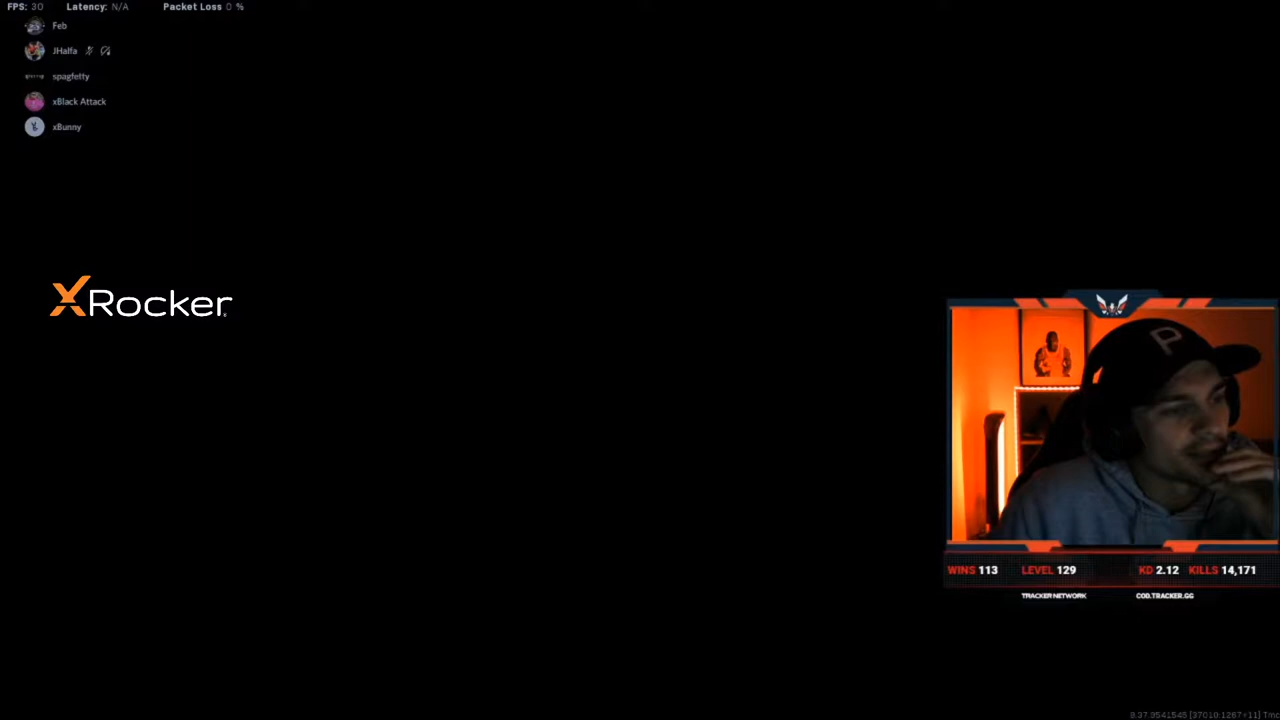 FPS: 30 Latency: N/A Packet Loss 0 %
Feb
JHalfa
spagfetty
xBlack Attack
xBunny
XROCKER
P
WINS 113 LEVEL 129 KD 2.12 KILLS 14,171
TRACKER NETWORK COD.TRACKER.GG